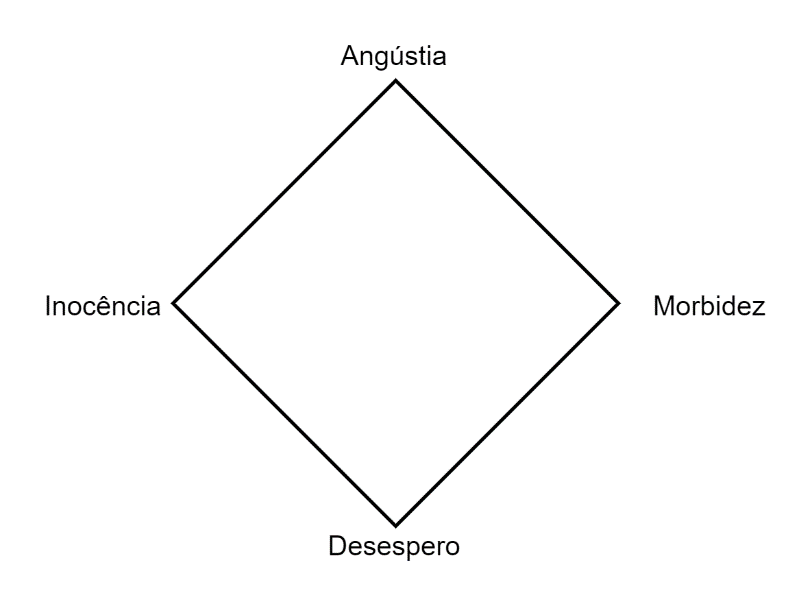 Angústia
Inocência
Morbidez
Desespero